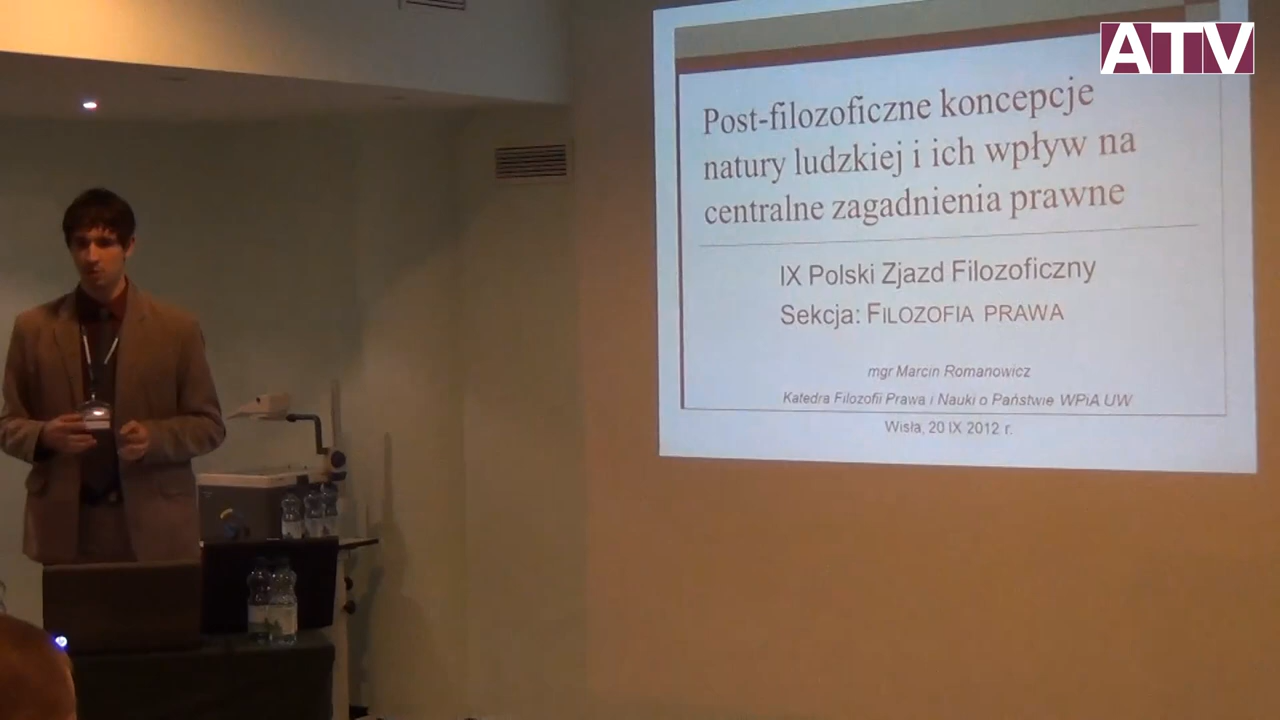 ATV
Post-filozoficzne koncepcje
natury ludzkiej i ich wpływ na
centralne zagadnienia prawne
IX Polski Zjazd Filozoficzny
Sekcja: FILOZOFIA PRAWA
mgr Marcin Romanowicz
Katedra Filozofii Prawa i Nauki o Państwie WPiA UW
Wisła, 20 IX 2012 r.